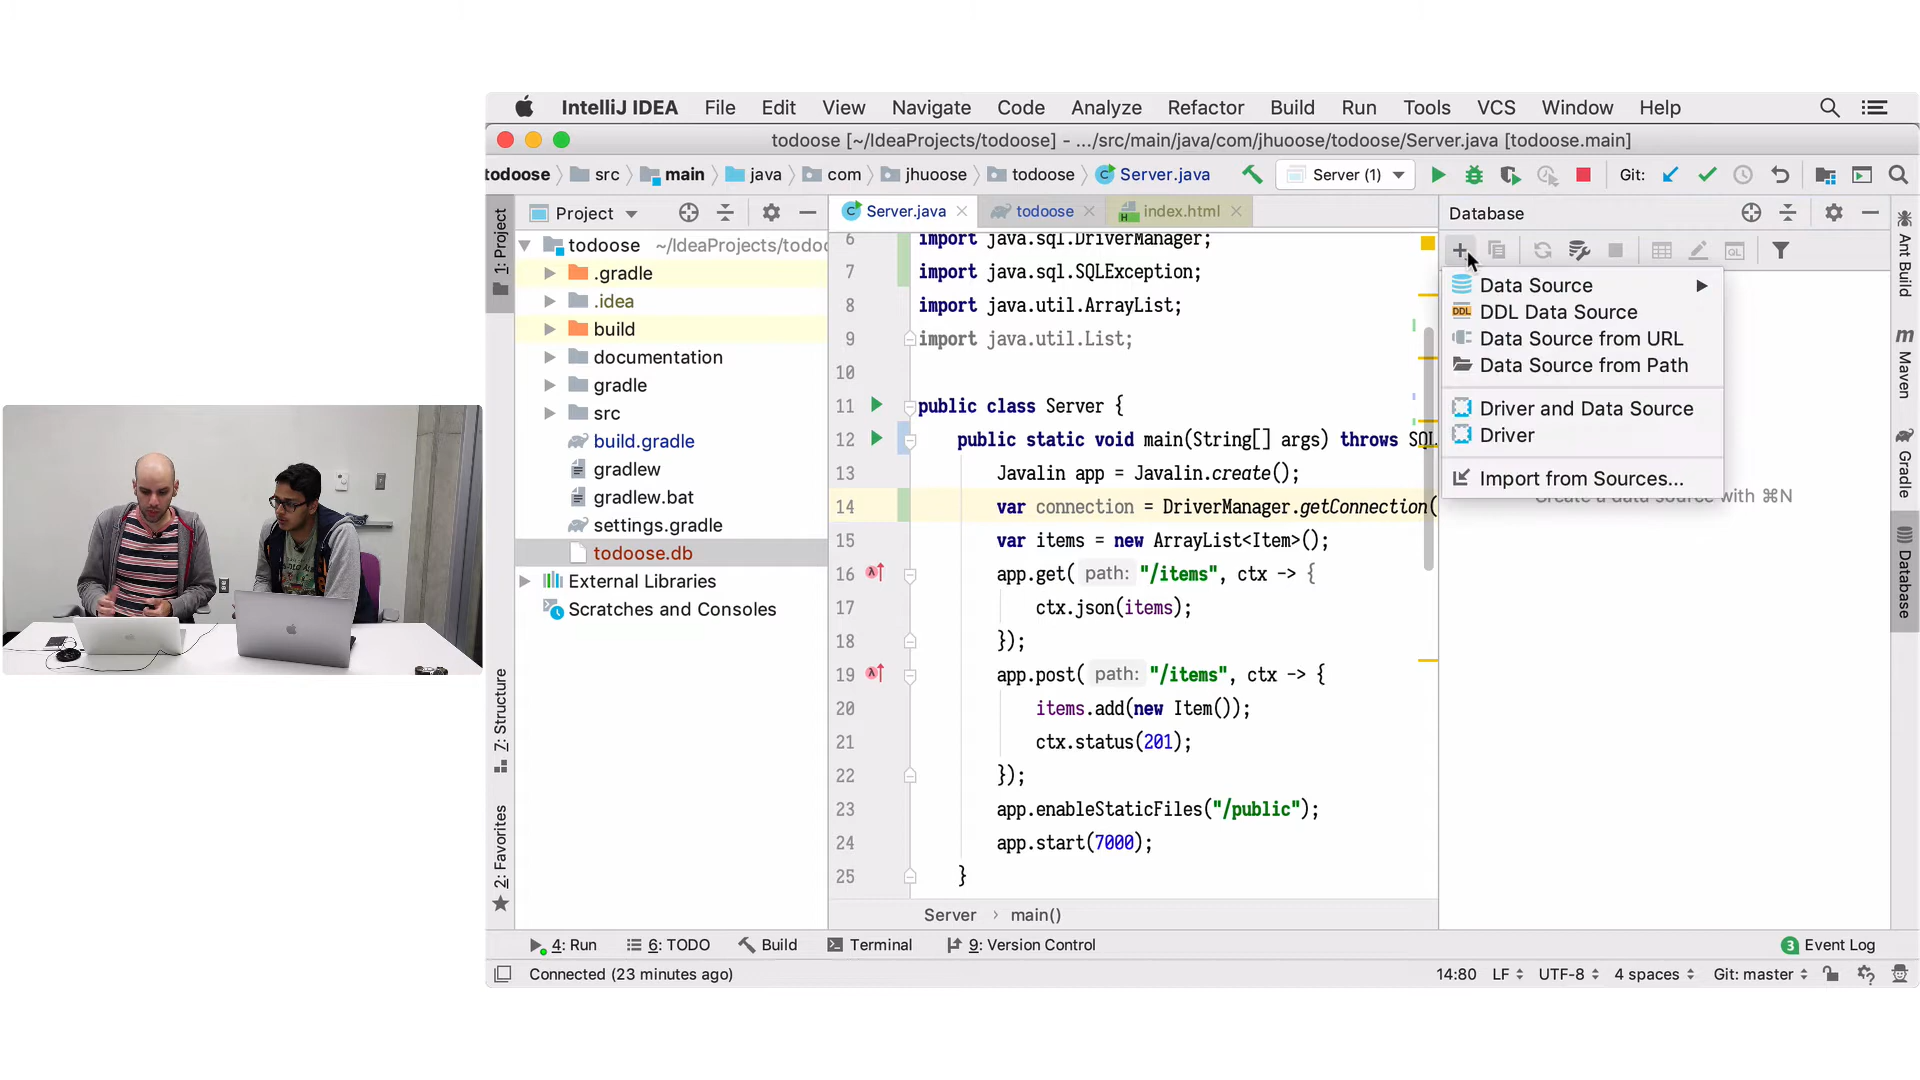 IntelliJ IDEA File Edit View Navigate Code Analyze Refactor Build Run Tools VCS Window Help
todoose [~/IdeaProjects/todoose] - .../src/main/java/com/jhuoose/todoose/Server.java [todoose.main]
todoose src main java com jhuoose todoose Server.java Server (1) Git:
1: Project
7: Structure
2: Favorites
Project
todoose ~/IdeaProjects/todoo
.gradle
.idea
build
documentation
gradle
src
build.gradle
gradlew
gradlew.bat
settings.gradle
todoose.db
External Libraries
Scratches and Consoles
Server.java todoose index.html
6 import java.sql.DriverManager;
7 import java.sql.SQLException;
8 import java.util.ArrayList;
9 import java.util.List;
10
11 public class Server {
12 public static void main(String[] args) throws SQL
13 Javalin app = Javalin.create();
14 var connection = DriverManager.getConnection(
15 var items = new ArrayList<Item>();
16 app.get( path: "/items", ctx -> {
17 ctx.json(items);
18 });
19 app.post( path: "/items", ctx -> {
20 items.add(new Item());
21 ctx.status(201);
22 });
23 app.enableStaticFiles("/public");
24 app.start(7000);
25 }
Server › main()
Database
QL
Data Source
DDL DDL Data Source
Data Source from URL
Data Source from Path
Driver and Data Source
Driver
Import from Sources...
Create a data source with ⌘N
Ant Build
m Maven
Gradle
Database
4: Run 6: TODO Build Terminal 9: Version Control 3 Event Log
Connected (23 minutes ago) 14:80 LF UTF-8 4 spaces Git: master